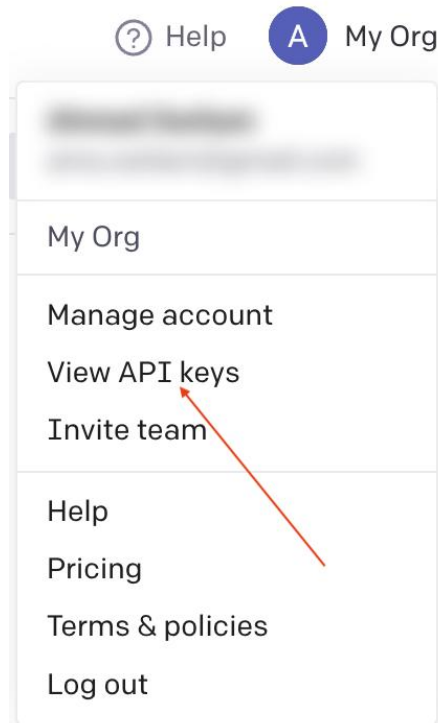 ? Help A My Org
My Org
Manage account
View API keys
Invite team
Help
Pricing
Terms & policies
Log out